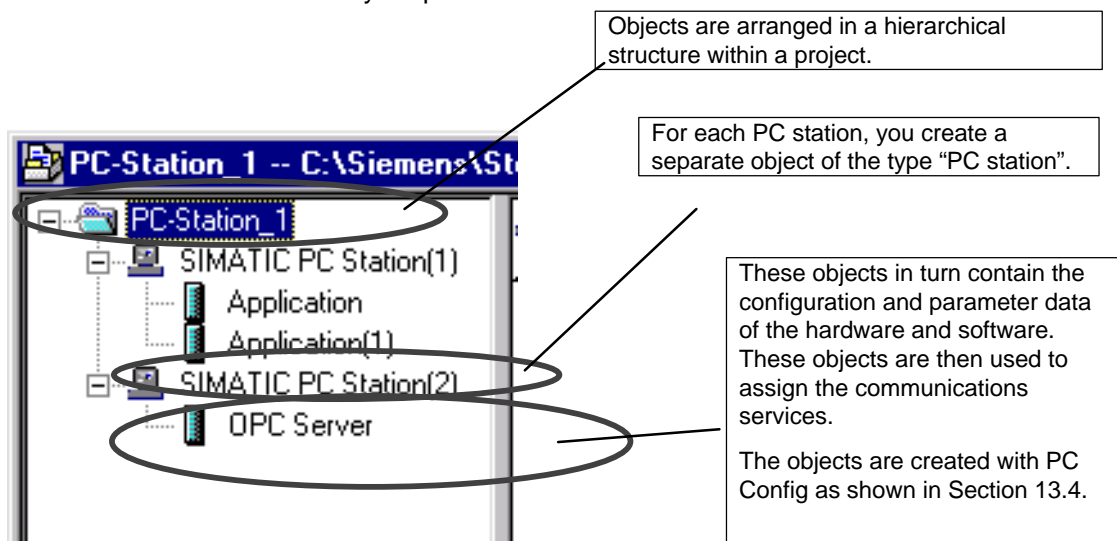 Objects are arranged in a hierarchical
structure within a project.
For each PC station, you create a
separate object of the type “PC station”.
PC-Station_1 -- C:\Siemens\St
PC-Station_1
SIMATIC PC Station(1)
Application
Application(1)
SIMATIC PC Station(2)
OPC Server
These objects in turn contain the
configuration and parameter data
of the hardware and software.
These objects are then used to
assign the communications
services.
The objects are created with PC
Config as shown in Section 13.4.